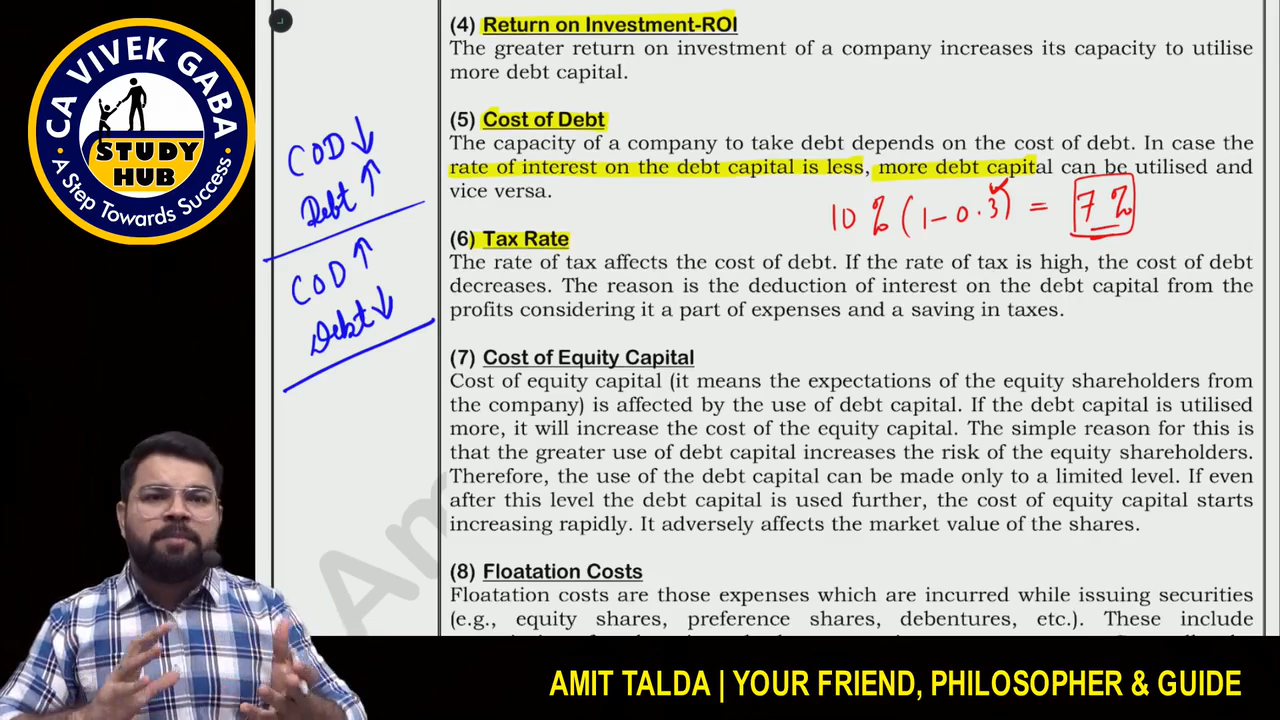 CA VIVEK GABA
STUDY
HUB
• A Step Towards Success •
COD ↓
Debt ↑
COD ↑
Debt ↓
(4) Return on Investment-ROI
The greater return on investment of a company increases its capacity to utilise
more debt capital.
(5) Cost of Debt
The capacity of a company to take debt depends on the cost of debt. In case the
rate of interest on the debt capital is less, more debt capital can be utilised and
vice versa.
10 % (1 - 0.3) = 7 %
(6) Tax Rate
The rate of tax affects the cost of debt. If the rate of tax is high, the cost of debt
decreases. The reason is the deduction of interest on the debt capital from the
profits considering it a part of expenses and a saving in taxes.
(7) Cost of Equity Capital
Cost of equity capital (it means the expectations of the equity shareholders from
the company) is affected by the use of debt capital. If the debt capital is utilised
more, it will increase the cost of the equity capital. The simple reason for this is
that the greater use of debt capital increases the risk of the equity shareholders.
Therefore, the use of the debt capital can be made only to a limited level. If even
after this level the debt capital is used further, the cost of equity capital starts
increasing rapidly. It adversely affects the market value of the shares.
(8) Floatation Costs
Floatation costs are those expenses which are incurred while issuing securities
(e.g., equity shares, preference shares, debentures, etc.). These include
AMIT TALDA | YOUR FRIEND, PHILOSOPHER & GUIDE